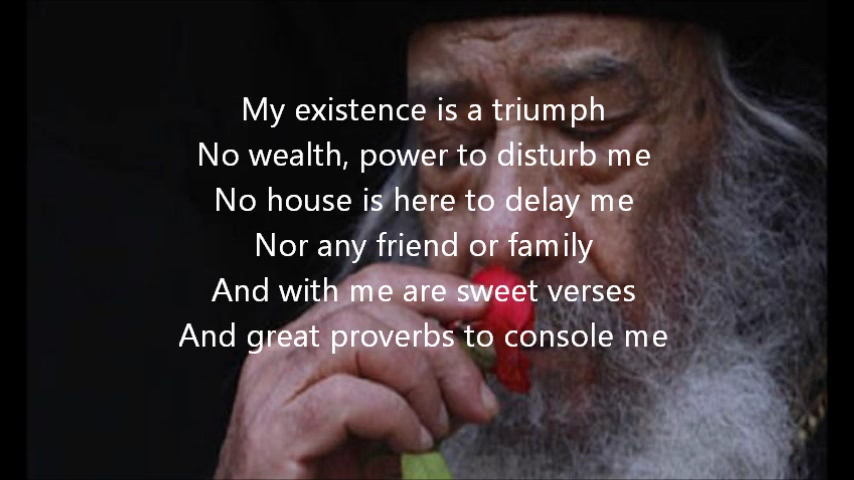 My existence is a triumph
No wealth, power to disturb me
No house is here to delay me
Nor any friend or family
And with me are sweet verses
And great proverbs to console me